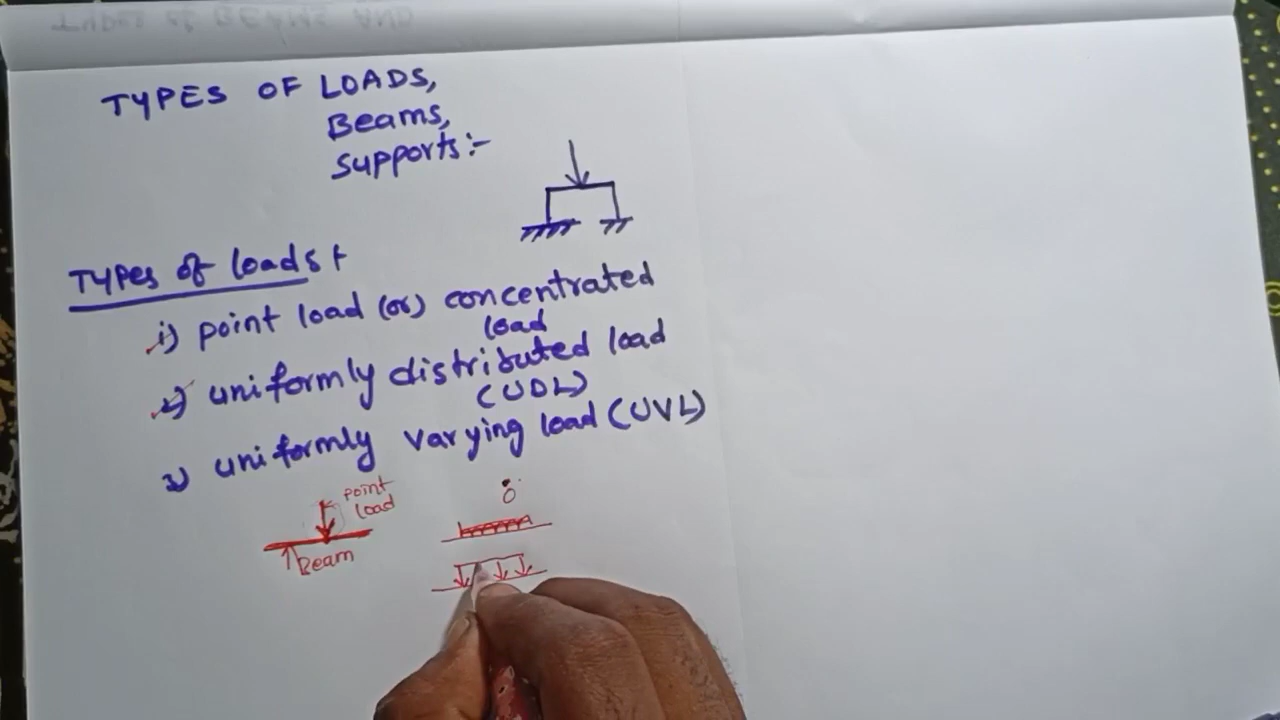 TYPES OF LOADS,
Beams,
Supports:-
TYPes of loads:-
i) point load (or) concentrated
load
2) uniformly distributed load
(UDL)
3) uniformly varying load (UVL)
point
load
Beam